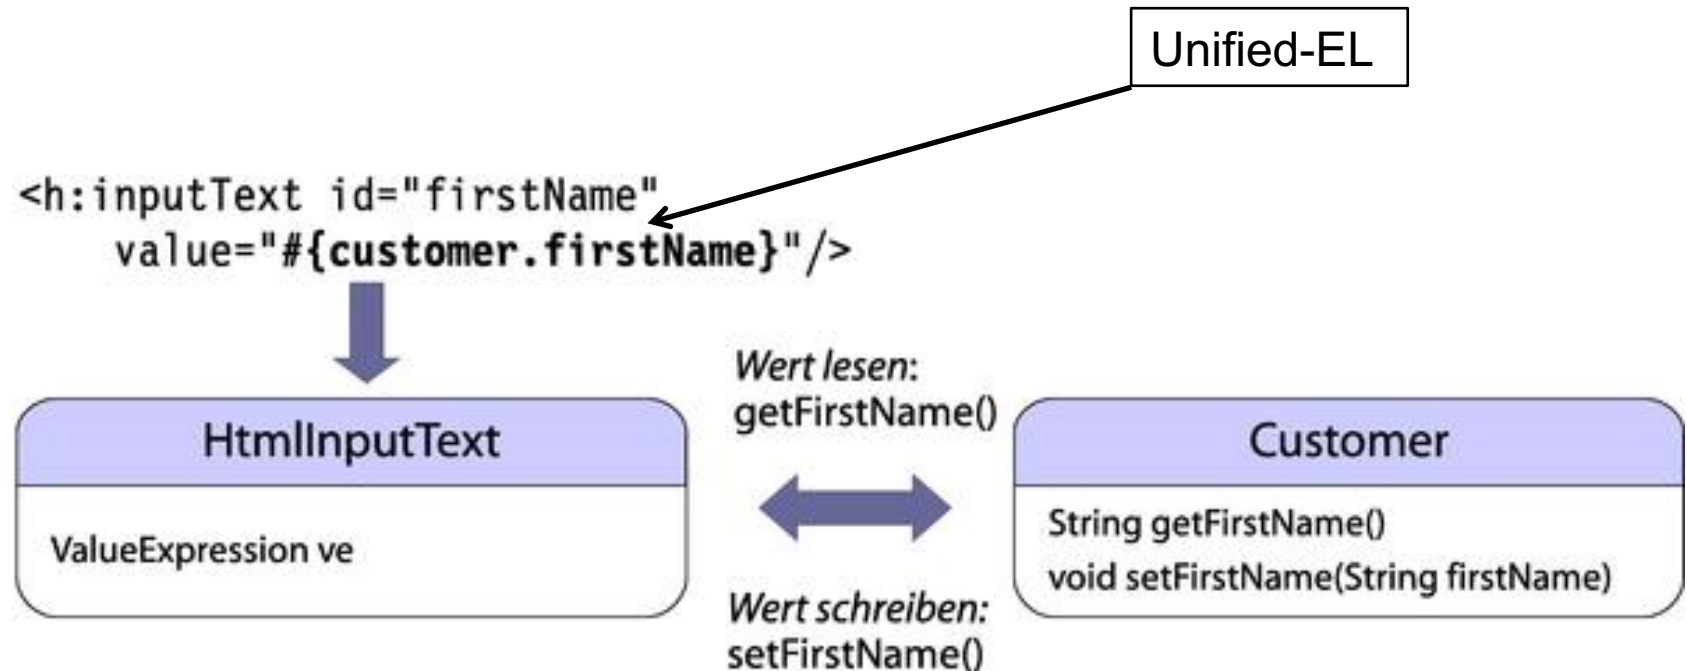 Unified-EL
<h:inputText id="firstName"
value="#{customer.firstName}"/>
Wert lesen:
getFirstName()
HtmlInputText
ValueExpression ve
Customer
String getFirstName()
void setFirstName(String firstName)
Wert schreiben:
setFirstName()